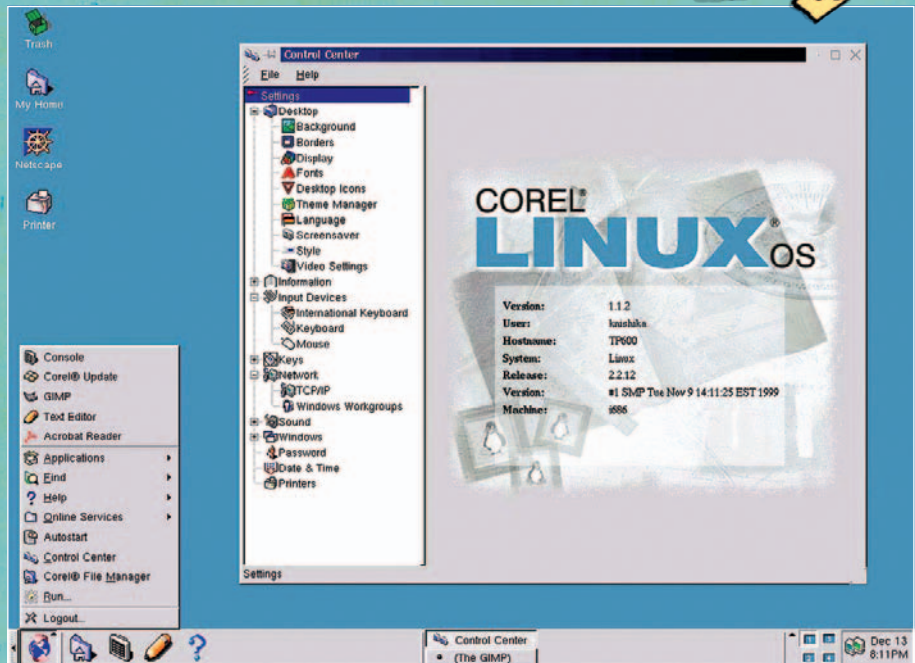 Trash
My Home
Netscape
Printer
Control Center
File Help
Settings
Desktop
Background
Borders
Display
Fonts
Desktop Icons
Theme Manager
Language
Screensaver
Style
Video Settings
Information
Input Devices
International Keyboard
Keyboard
Mouse
Keys
Network
TCP/IP
Windows Workgroups
Sound
Windows
Password
Date & Time
Printers
Settings
COREL®
LINUX®OS
Version: 1.1.2
User: knishika
Hostname: TP600
System: Linux
Release: 2.2.12
Version: #1 SMP Tue Nov 9 14:11:25 EST 1999
Machine: i686
Console
Corel® Update
GIMP
Text Editor
Acrobat Reader
Applications
Find
Help
Online Services
Autostart
Control Center
Corel® File Manager
Run...
Logout...
Control Center
(The GIMP)
Dec 13
8:11PM